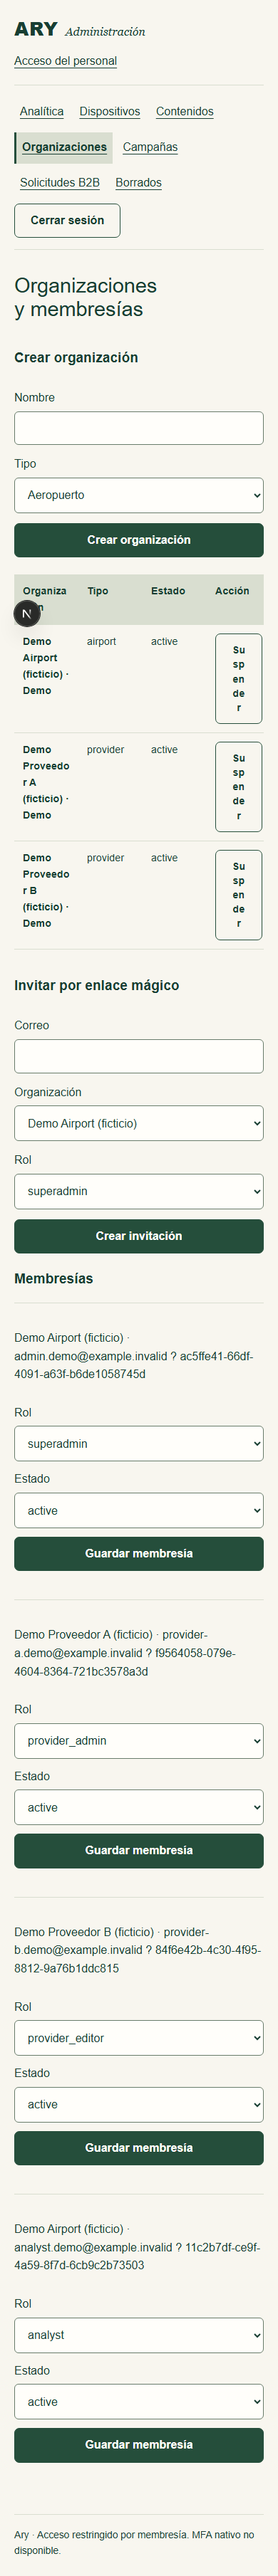 ARY Administración
Acceso del personal
Analítica Dispositivos Contenidos
Organizaciones Campañas
Solicitudes B2B Borrados
Cerrar sesión
Organizaciones
y membresías
Crear organización
Nombre
Tipo
Aeropuerto
Crear organización
Organiza Tipo Estado Acción
N n
Demo airport active Su
Airport sp
(ficticio) · en
Demo de
r
Demo provider active Su
Proveedo sp
r A en
(ficticio) · de
Demo r
Demo provider active Su
Proveedo sp
r B en
(ficticio) · de
Demo r
Invitar por enlace mágico
Correo
Organización
Demo Airport (ficticio)
Rol
superadmin
Crear invitación
Membresías
Demo Airport (ficticio) ·
admin.demo@example.invalid ? ac5ffe41-66df-
4091-a63f-b6de1058745d
Rol
superadmin
Estado
active
Guardar membresia
Demo Proveedor A (ficticio) · provider-
a.demo@example.invalid ? f9564058-079e-
4604-8364-721bc3578a3d
Rol
provider_admin
Estado
active
Guardar membresia
Demo Proveedor B (ficticio) · provider-
b.demo@example.invalid ? 84f6e42b-4c30-4f95-
8812-9a76b1ddc815
Rol
provider_editor
Estado
active
Guardar membresia
Demo Airport (ficticio) ·
analyst.demo@example.invalid ? 11c2b7df-ce9f-
4a59-8f7d-6cb9c2b73503
Rol
analyst
Estado
active
Guardar membresia
Ary · Acceso restringido por membresía. MFA nativo no
disponible.